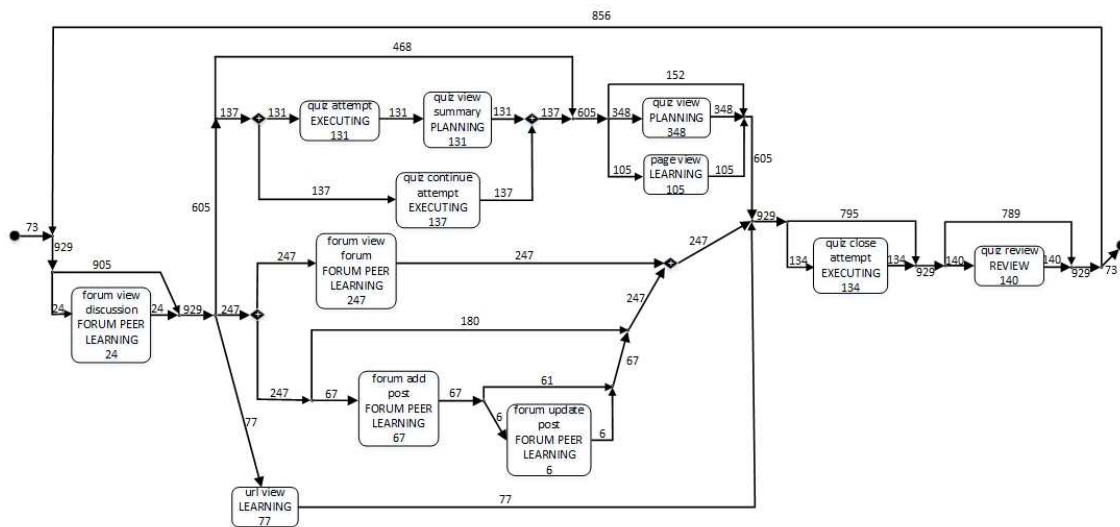 856
468
152
137
131
quiz attempt
EXECUTING
131
131
quiz view
summary
PLANNING
131
131
137
605
348
quiz view
PLANNING
348
348
105
page view
LEARNING
105
105
605
137
quiz continue
attempt
EXECUTING
137
137
605
73
929
905
24
forum view
discussion
FORUM PEER
LEARNING
24
24
929
247
247
forum view
forum
FORUM PEER
LEARNING
247
247
247
929
795
134
quiz close
attempt
EXECUTING
134
134
929
789
140
quiz review
REVIEW
140
140
929
73
247
180
247
67
forum add
post
FORUM PEER
LEARNING
67
67
61
67
6
forum update
post
FORUM PEER
LEARNING
6
6
77
url view
LEARNING
77
77